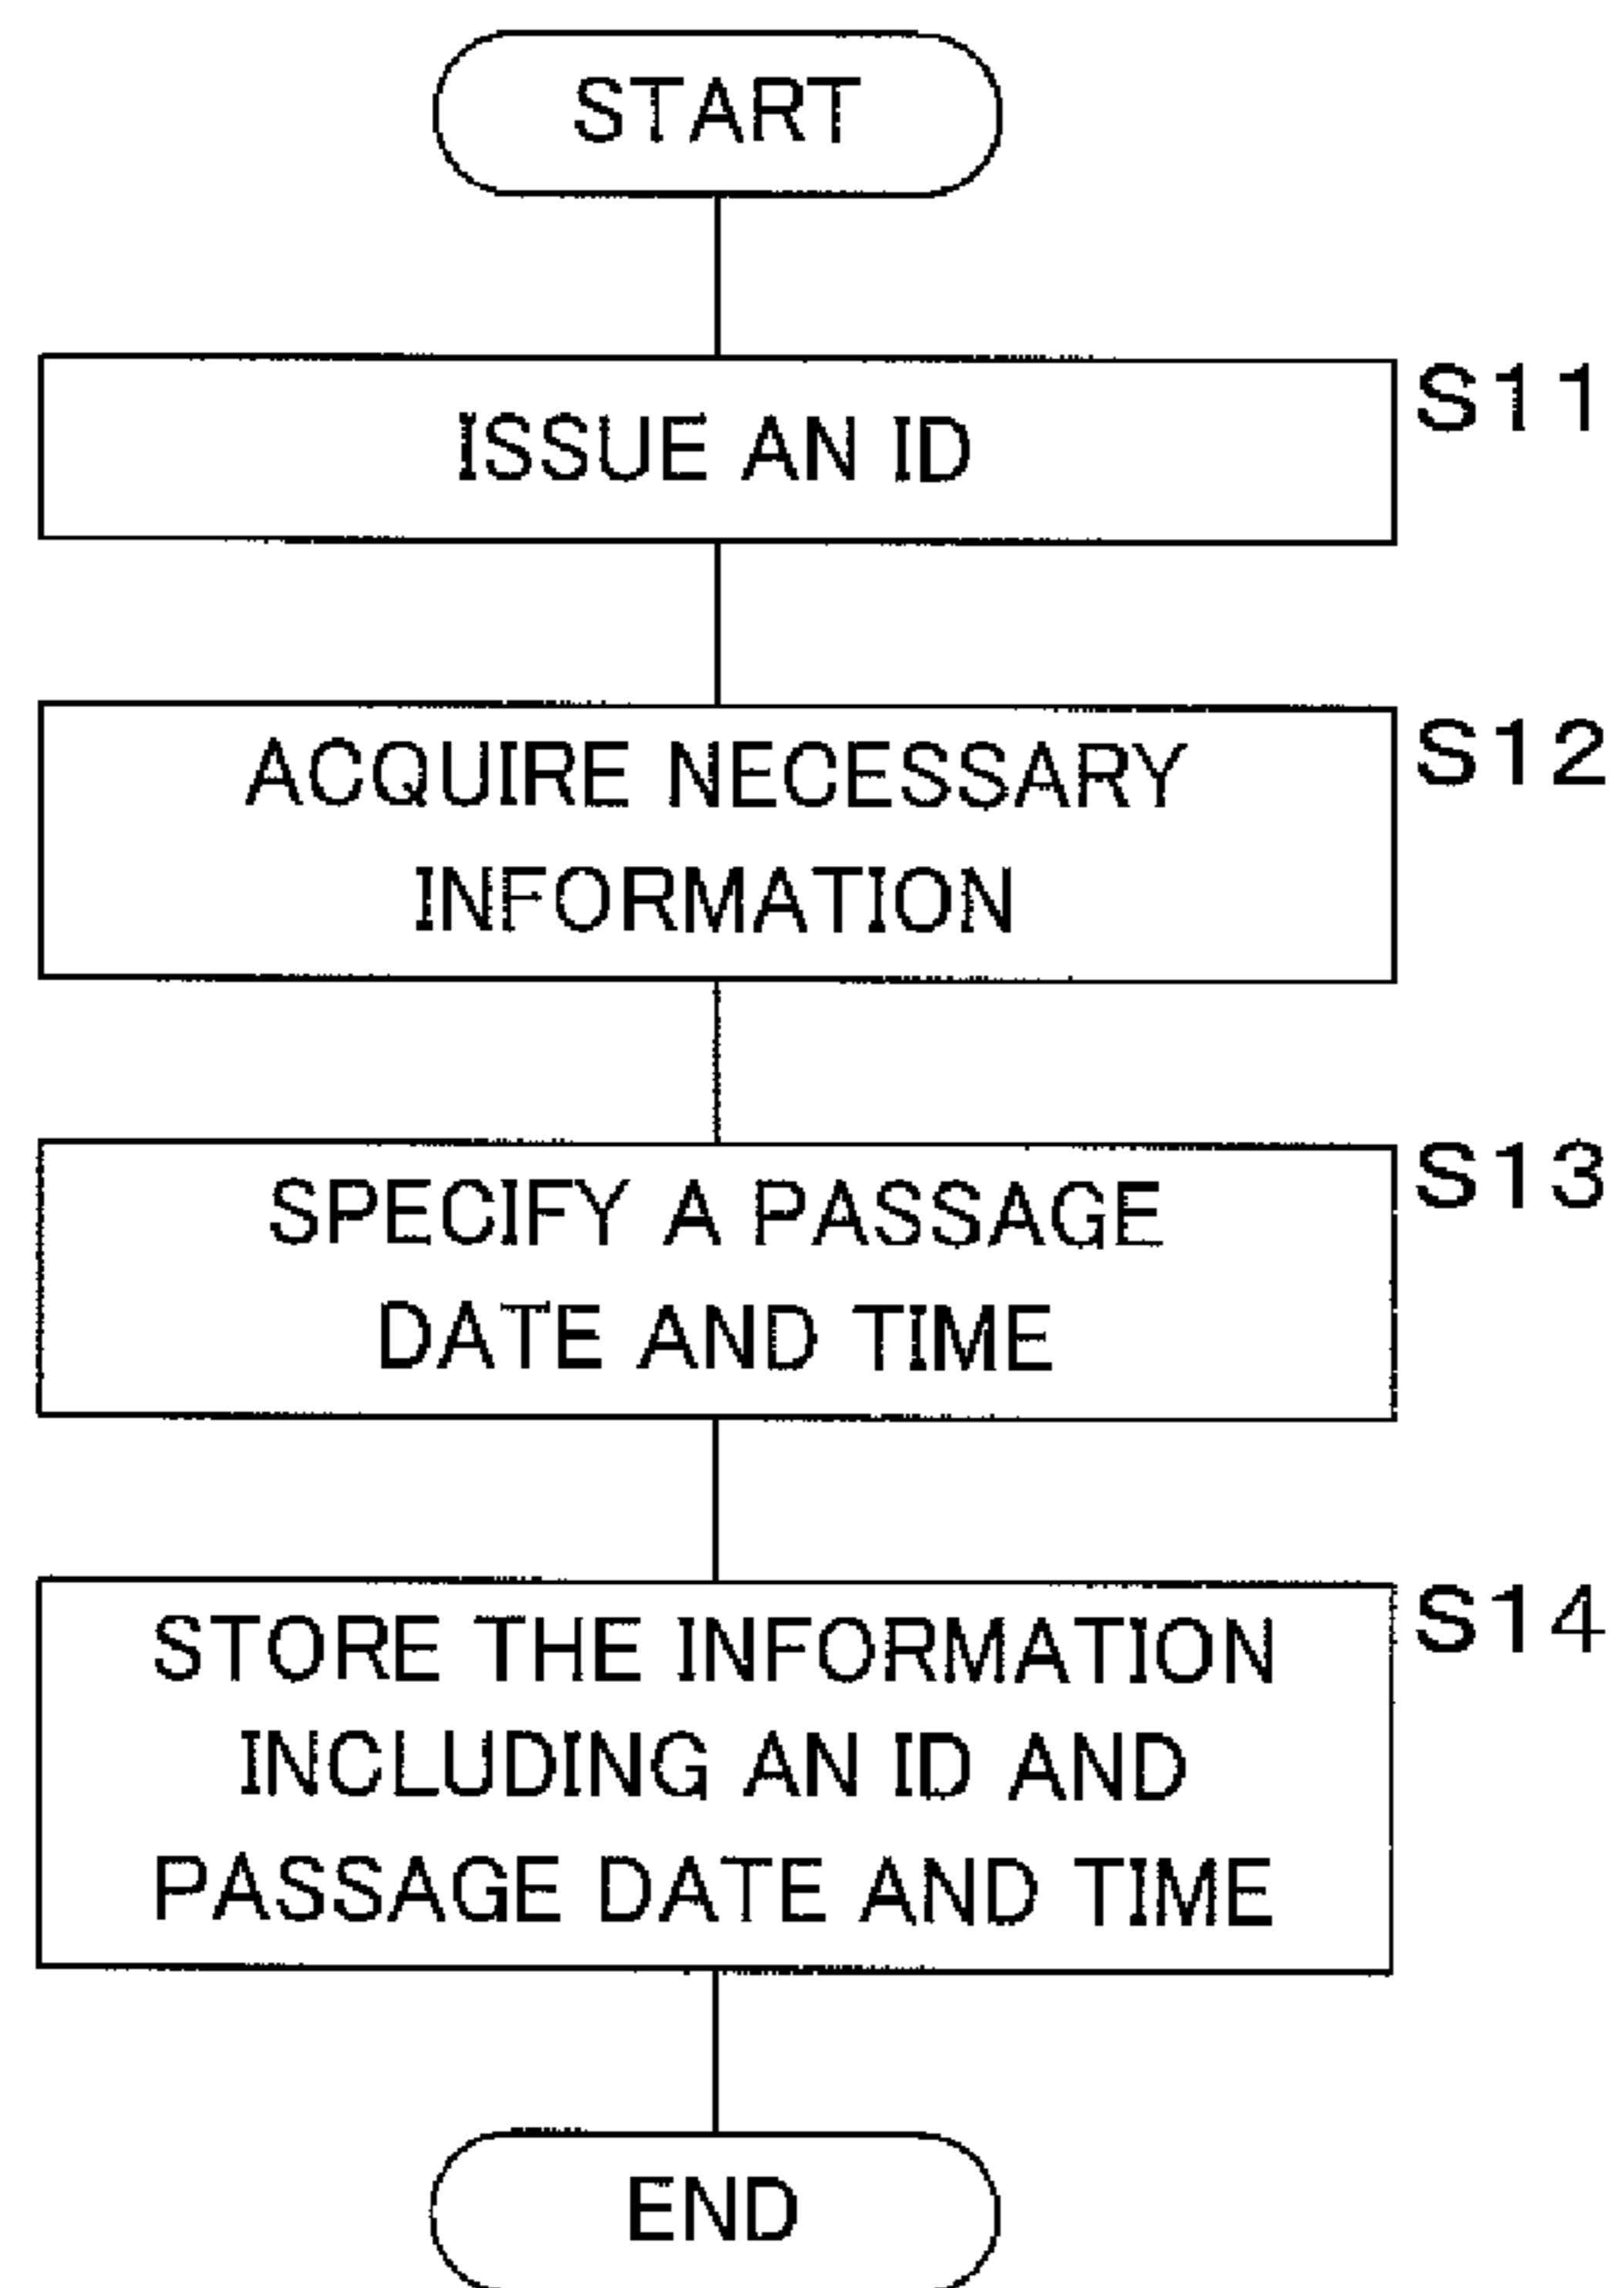 START
ISSUE AN ID
S11
ACQUIRE NECESSARY
INFORMATION
S12
SPECIFY A PASSAGE
DATE AND TIME
S13
STORE THE INFORMATION
INCLUDING AN ID AND
PASSAGE DATE AND TIME
S14
END